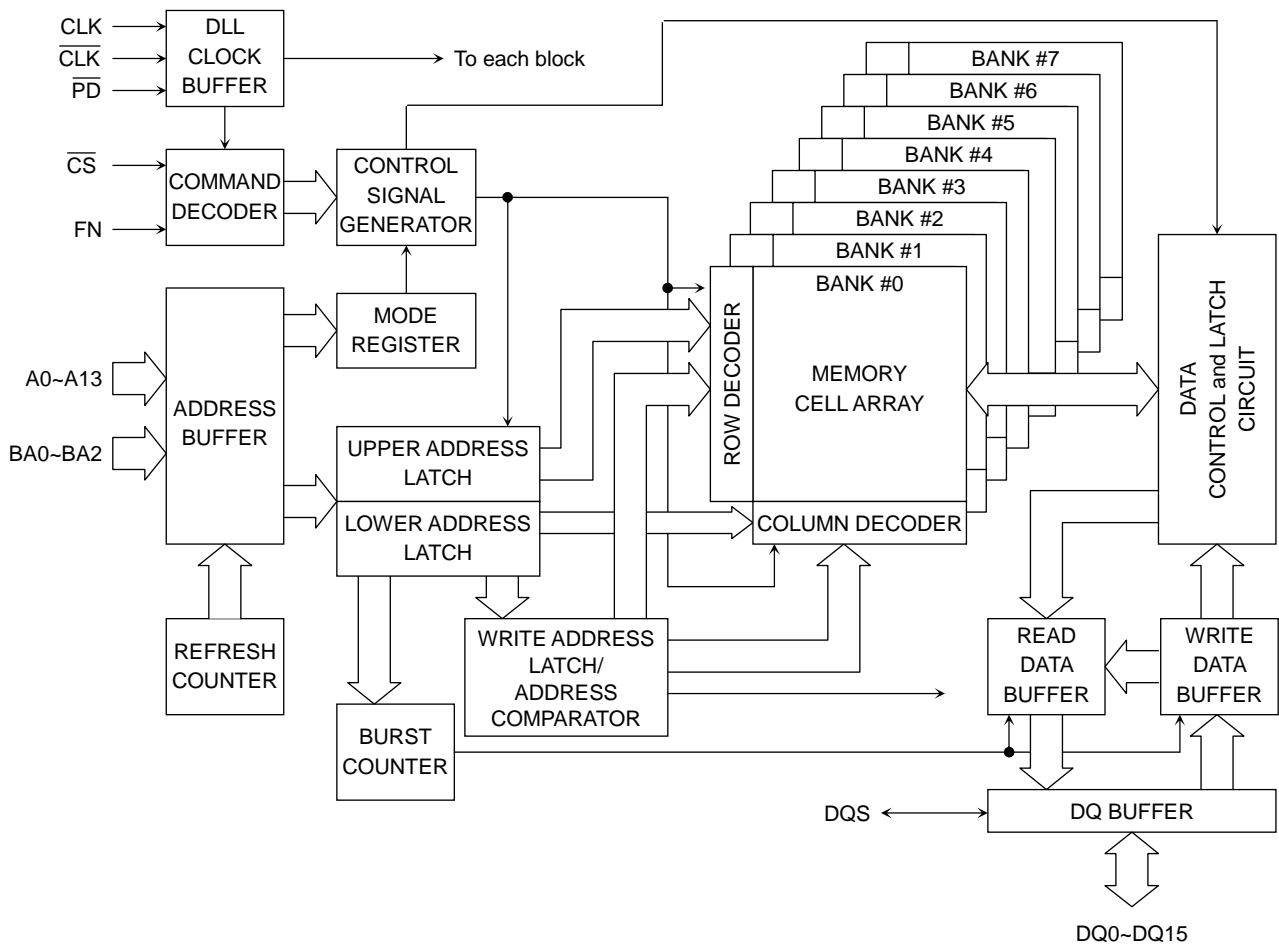 CLK
CLK
PD
DLL
CLOCK
BUFFER
To each block
CS
FN
COMMAND
DECODER
CONTROL
SIGNAL
GENERATOR
MODE
REGISTER
A0~A13
BA0~BA2
ADDRESS
BUFFER
UPPER ADDRESS
LATCH
LOWER ADDRESS
LATCH
REFRESH
COUNTER
WRITE ADDRESS
LATCH/
ADDRESS
COMPARATOR
BURST
COUNTER
BANK #7
BANK #6
BANK #5
BANK #4
BANK #3
BANK #2
BANK #1
BANK #0
ROW DECODER
MEMORY
CELL ARRAY
COLUMN DECODER
DATA
CONTROL and LATCH
CIRCUIT
READ
DATA
BUFFER
WRITE
DATA
BUFFER
DQS
DQ BUFFER
DQ0~DQ15